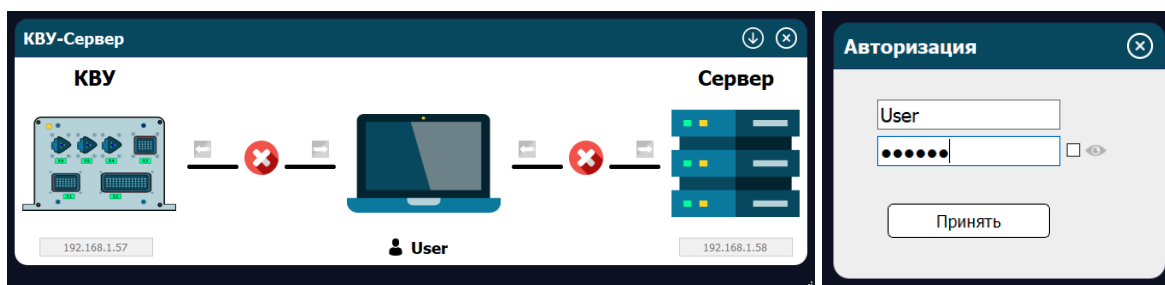 КВУ-Сервер
КВУ
Сервер
192.168.1.57
User
192.168.1.58
Авторизация
User
●●●●●●
Принять